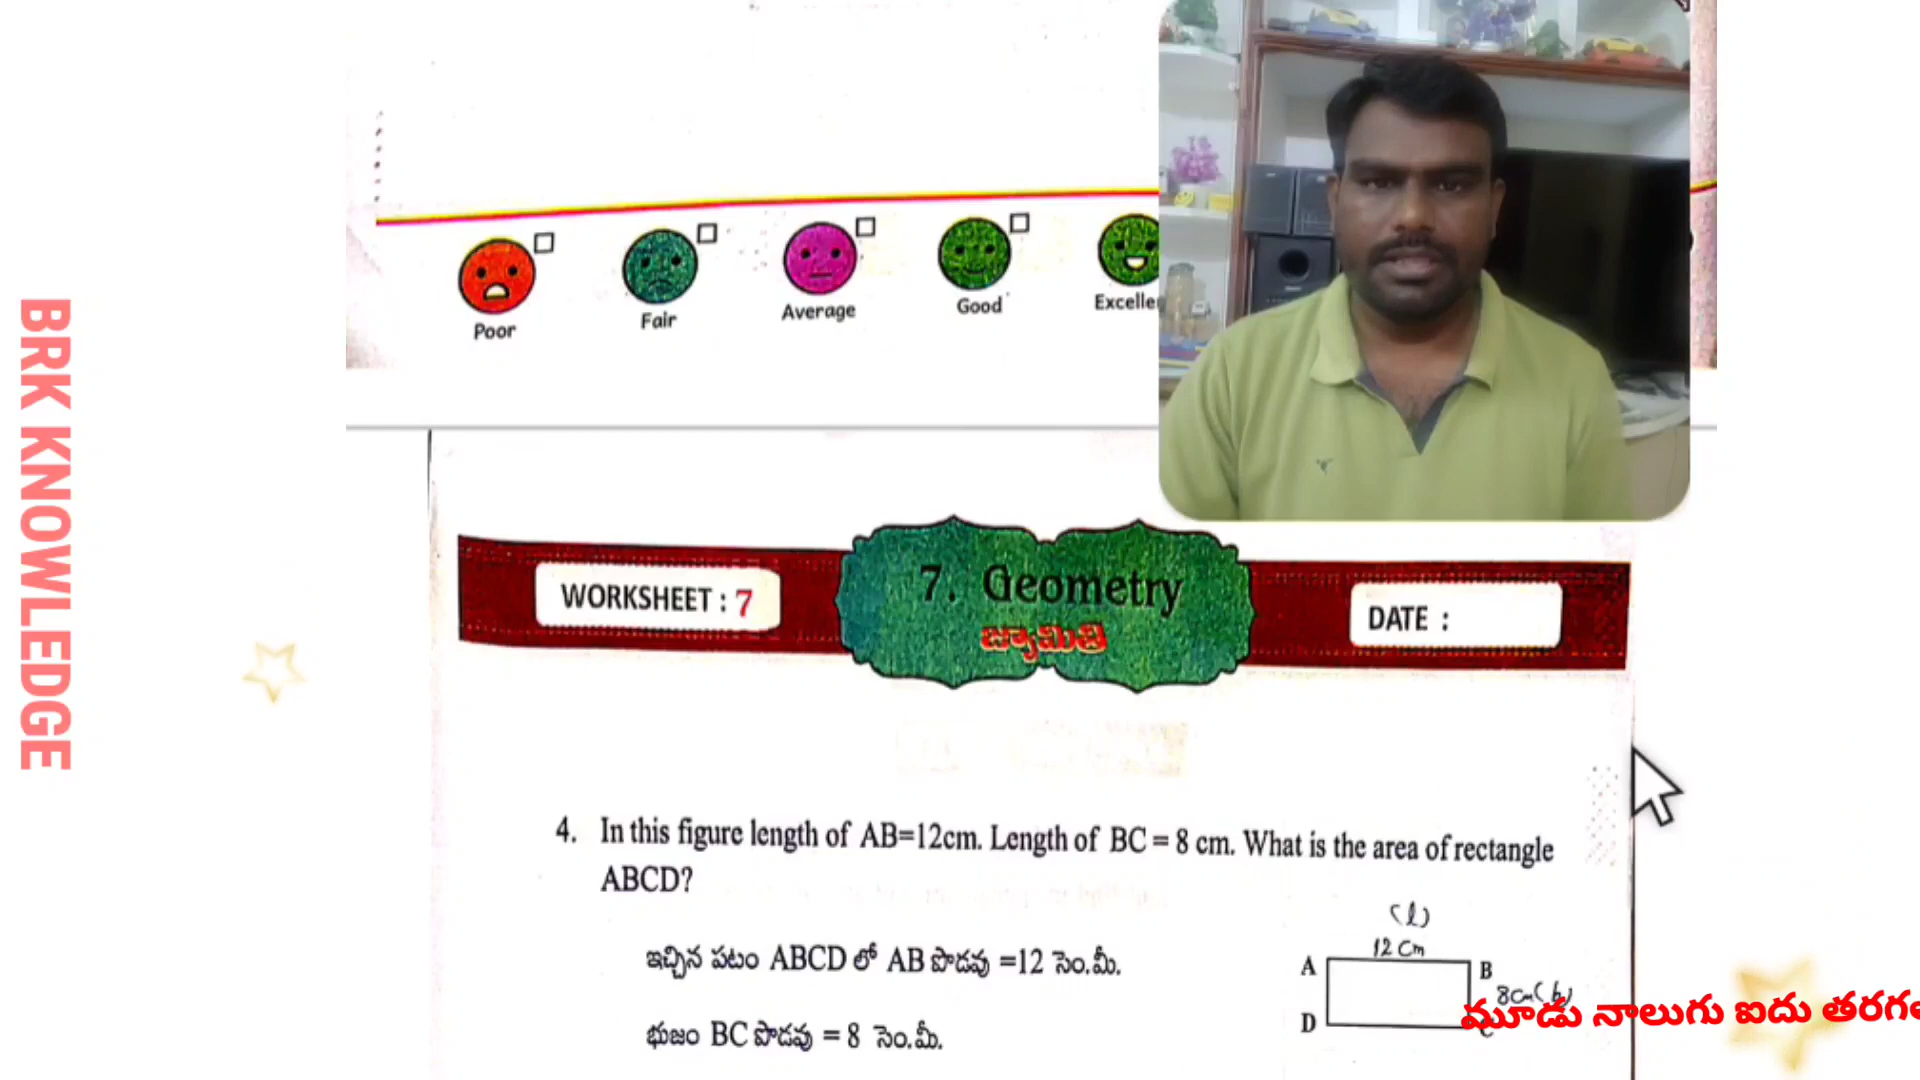 BRK KNOWLEDGE
Poor
Fair
Average
Good
WORKSHEET : 7
7. Geometry
జ్యామితి
DATE :
4. In this figure length of AB=12cm. Length of BC = 8 cm. What is the area of rectangle
ABCD?
ఇచ్చిన పటం ABCD లో AB పొడవు =12 సెం.మీ.
భుజం BC పొడవు = 8 సెం.మీ.
(l)
12 Cm
A
B
8cm(b)
D
మూడు నాలుగు ఐదు